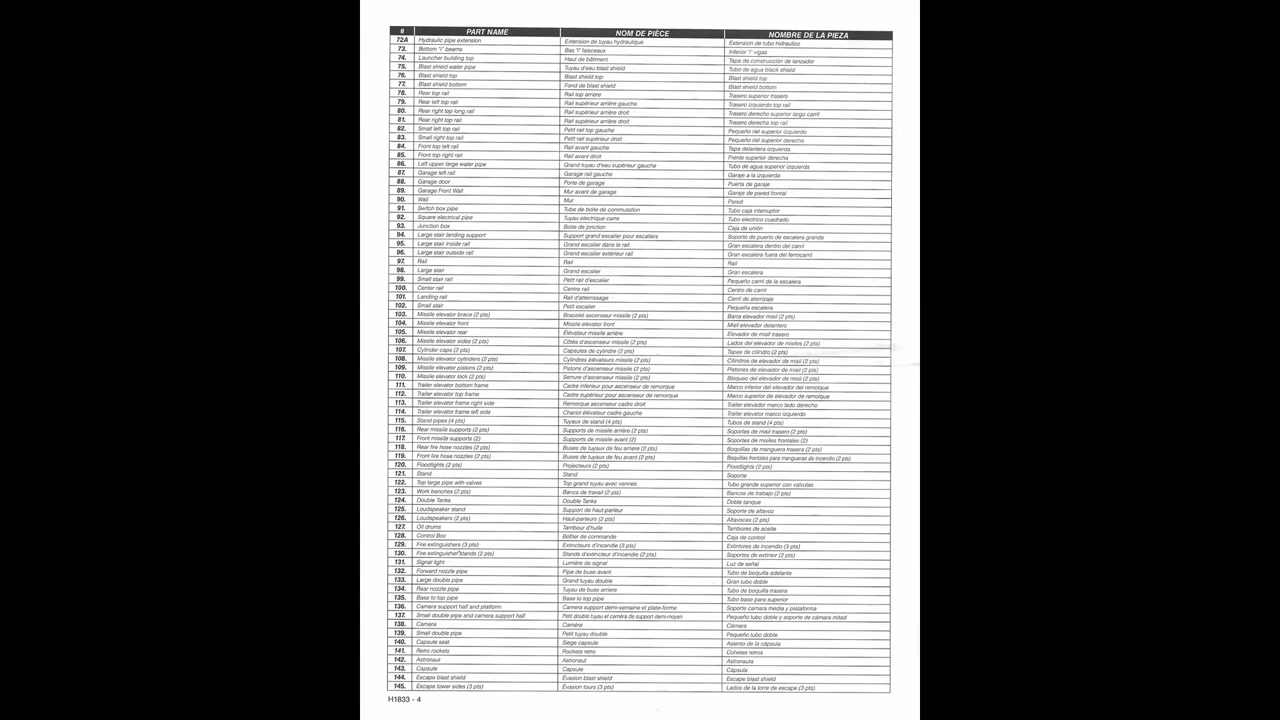 # PART NAME NOM DE PIÈCE NOMBRE DE LA PIEZA
72A Hydraulic pipe extension Extension de tuyau hydraulique Extension de tubo hidraulico
73. Bottom "I" beams Bas "I" faisceaux Inferior "I" vigas
74. Launcher building top Haut de bâtiment Tapa de construcción de lanzador
75. Blast shield water pipe Tuyau d'eau blast shield Tubo de agua black shield
76. Blast shield top Blast shield top Blast shield top
77. Blast shield bottom Fond de blast shield Blast shield bottom
78. Rear top rail Rail top arriere Trasero superior trasero
79. Rear left top rail Rail supérieur arrière gauche Trasero izquierdo top rail
80. Rear right top long rail Rail supérieur arrière droit Trasero derecho superior largo carril
81. Rear right top rail Rail supérieur arrière droit Trasero derecha top rail
82. Small left top rail Petit rail top gauche Pequeño riel superior izquierdo
83. Small right top rail Petit rail supérieur droit Pequeño riel superior derecho
84. Front top left rail Rail avant gauche Tapa delantera izquierda
85. Front top right rail Rail avant droit Frente superior derecha
86. Left upper large water pipe Grand tuyau d'eau supérieur gauche Tubo de agua superior izquierda
87. Garage left rail Garage rail gauche Garaje a la izquierda
88. Garage door Porte de garage Puerta de garaje
89. Garage Front Wall Mur avant de garage Garaje de pared frontal
90. Wall Mur Pared
91. Switch box pipe Tube de boite de commutation Tubo caja interruptor
92. Square electrical pipe Tuyau electrique carre Tubo electrico cuadrado
93. Junction box Boite de jonction Caja de unión
94. Large stair landing support Support grand escalier pour escaliers Soporte de puerto de escalera grande
95. Large stair inside rail Grand escalier dans le rail Gran escalera dentro del carril
96. Large stair outside rail Grand escalier extérieur rail Gran escalera fuera del ferrocarril
97. Rail Rail Rail
98. Large stair Grand escalier Gran escalera
99. Small stair rail Petit rail d'escalier Pequeño carril de la escalera
100. Center rail Centre rail Centro de carril
101. Landing rail Rail d'atterrissage Carril de aterrizaje
102. Small stair Petit escalier Pequeña escalera
103. Missile elevator brace (2 pts) Bracelet ascenseur missile (2 pts) Barra elevador misil (2 pts)
104. Missile elevator front Missile elevator front Misil elevador delantero
105. Missile elevator rear Élévateur missile arrière Elevador de misil trasero
106. Missile elevator sides (2 pts) Côtés d'ascenseur missile (2 pts) Lados del elevador de misiles (2 pts)
107. Cylinder caps (2 pts) Capsules de cylindre (2 pts) Tapas de cilindro (2 pts)
108. Missile elevator cylinders (2 pts) Cylindres élévateurs missile (2 pts) Cilindros de elevador de misil (2 pts)
109. Missile elevator pistons (2 pts) Pistons d'ascenseur missile (2 pts) Pistones de elevador de misil (2 pts)
110. Missile elevator lock (2 pts) Serrure d'ascenseur missile (2 pts) Bloqueo del elevador de misil (2 pts)
111. Trailer elevator bottom frame Cadre inferieur pour ascenseur de remorque Marco inferior del elevador del remolque
112. Trailer elevator top frame Cadre supérieur pour ascenseur de remorque Marco superior de elevador de remolque
113. Trailer elevator frame right side Remorque ascenseur cadre droit Trailer elevator marco lado derecho
114. Trailer elevator frame left side Chariot élévateur cadre gauche Trailer elevator marco izquierdo
115. Stand pipes (4 pts) Tuyaux de stand (4 pts) Tubos de stand (4 pts)
116. Rear missile supports (2 pts) Supports de missile arrière (2 pts) Soportes de misil trasero (2 pts)
117. Front missile supports (2) Supports de missile avant (2) Soportes de misiles frontales (2)
118. Rear fire hose nozzles (2 pts) Buses de tuyaux de feu arriere (2 pts) Boquillas de manguera trasera (2 pts)
119. Front fire hose nozzles (2 pts) Buses de tuyaux de feu avant (2 pts) Boquillas frontales para mangueras de incendio (2 pts)
120. Floodlights (2 pts) Projecteurs (2 pts) Floodlights (2 pts)
121. Stand Stand Soporte
122. Top large pipe with valves Top grand tuyau avec vannes Tubo grande superior con valvulas
123. Work benches (2 pts) Bancs de travail (2 pts) Bancos de trabajo (2 pts)
124. Double Tanks Double Tanks Doble tanque
125. Loudspeaker stand Support de haut-parleur Soporte de altavoz
126. Loudspeakers (2 pts) Haut-parleurs (2 pts) Altavoces (2 pts)
127. Oil drums Tambour d'huile Tambores de aceite
128. Control Box Boîtier de commande Caja de control
129. Fire extinguishers (3 pts) Extincteurs d'incendie (3 pts) Extintores de incendio (3 pts)
130. Fire extinguisher stands (2 pts) Stands d'extincteur d'incendie (2 pts) Soportes de extintor (2 pts)
131. Signal light Lumière de signal Luz de señal
132. Forward nozzle pipe Pipe de buse avant Tubo de boquilla adelante
133. Large double pipe Grand tuyau double Gran tubo doble
134. Rear nozzle pipe Tuyau de buse arriere Tubo de boquilla trasera
135. Base to top pipe Base to top pipe Tubo base para superior
136. Camera support half and platform Camera support demi-semaine et plate-forme Soporte camara media y plataforma
137. Small double pipe and camera support half Petit doubls tuyau et caméra de support demi-moyen Pequeño tubo doble y soporte de cámara mitad
138. Camera Caméra Cámara
139. Small double pipe Petit tuyau double Pequeño tubo doble
140. Capsule seat Siege capsule Asiento de la cápsula
141. Retro rockets Rockets retro Cohetes retros
142. Astronaut Astronaut Astronauta
143. Capsule Capsule Cápsula
144. Escape blast shield Évasion blast shield Escape blast shield
145. Escape tower sides (3 pts) Évasion tours (3 pts) Lados de la torre de escape (3 pts)
H1833 - 4